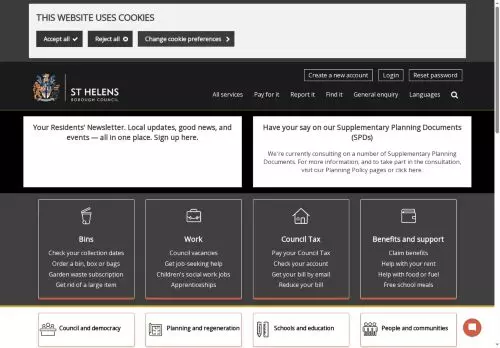 THIS WEBSITE USES COOKIES
Accept all
Reject all
Change cookie preferences
Create a new account
Login
Reset password
ST HELENS
BOROUGH COUNCIL
All services
Pay for it
Report it
Find it
General enquiry
Languages
Your Residents' Newsletter. Local updates, good news, and
events — all in one place. Sign up here.
Have your say on our Supplementary Planning Documents
(SPDs)
We're currently consulting on a number of Supplementary Planning
Documents. For more information, and to take part in the consultation,
visit our Planning Policy pages or click here.
Bins
Check your collection dates
Order a bin, box or bags
Garden waste subscription
Get rid of a large item
Work
Council vacancies
Get job-seeking help
Children's social work jobs
Apprenticeships
Council Tax
Pay your Council Tax
Check your account
Get your bill by email
Reduce your bill
Benefits and support
Claim benefits
Help with your rent
Help with food or fuel
Free school meals
Council and democracy
Planning and regeneration
Schools and education
People and communities